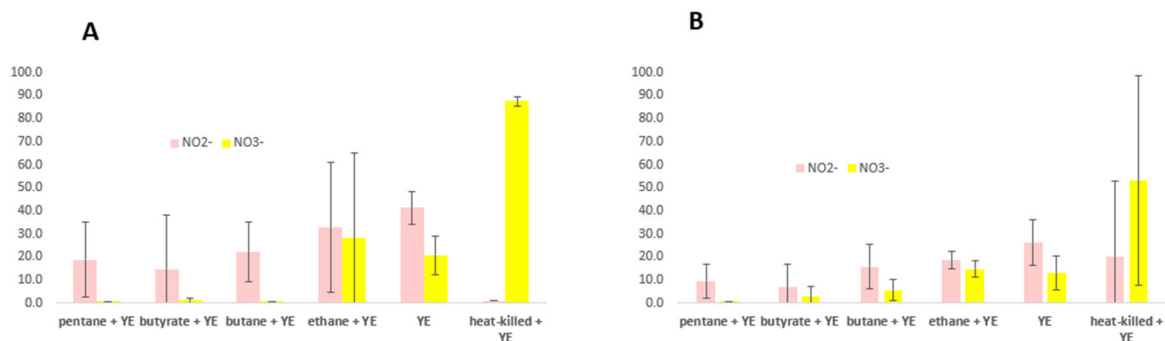 A
100.0
90.0
80.0
70.0
60.0
50.0
40.0
30.0
20.0
10.0
0.0
NO2- NO3-
pentane + YE butyrate + YE butane + YE ethane + YE YE heat-killed +
YE
B
100.0
90.0
80.0
70.0
60.0
50.0
40.0
30.0
20.0
10.0
0.0
NO2- NO3-
pentane + YE butyrate + YE butane + YE ethane + YE YE heat-killed +
YE